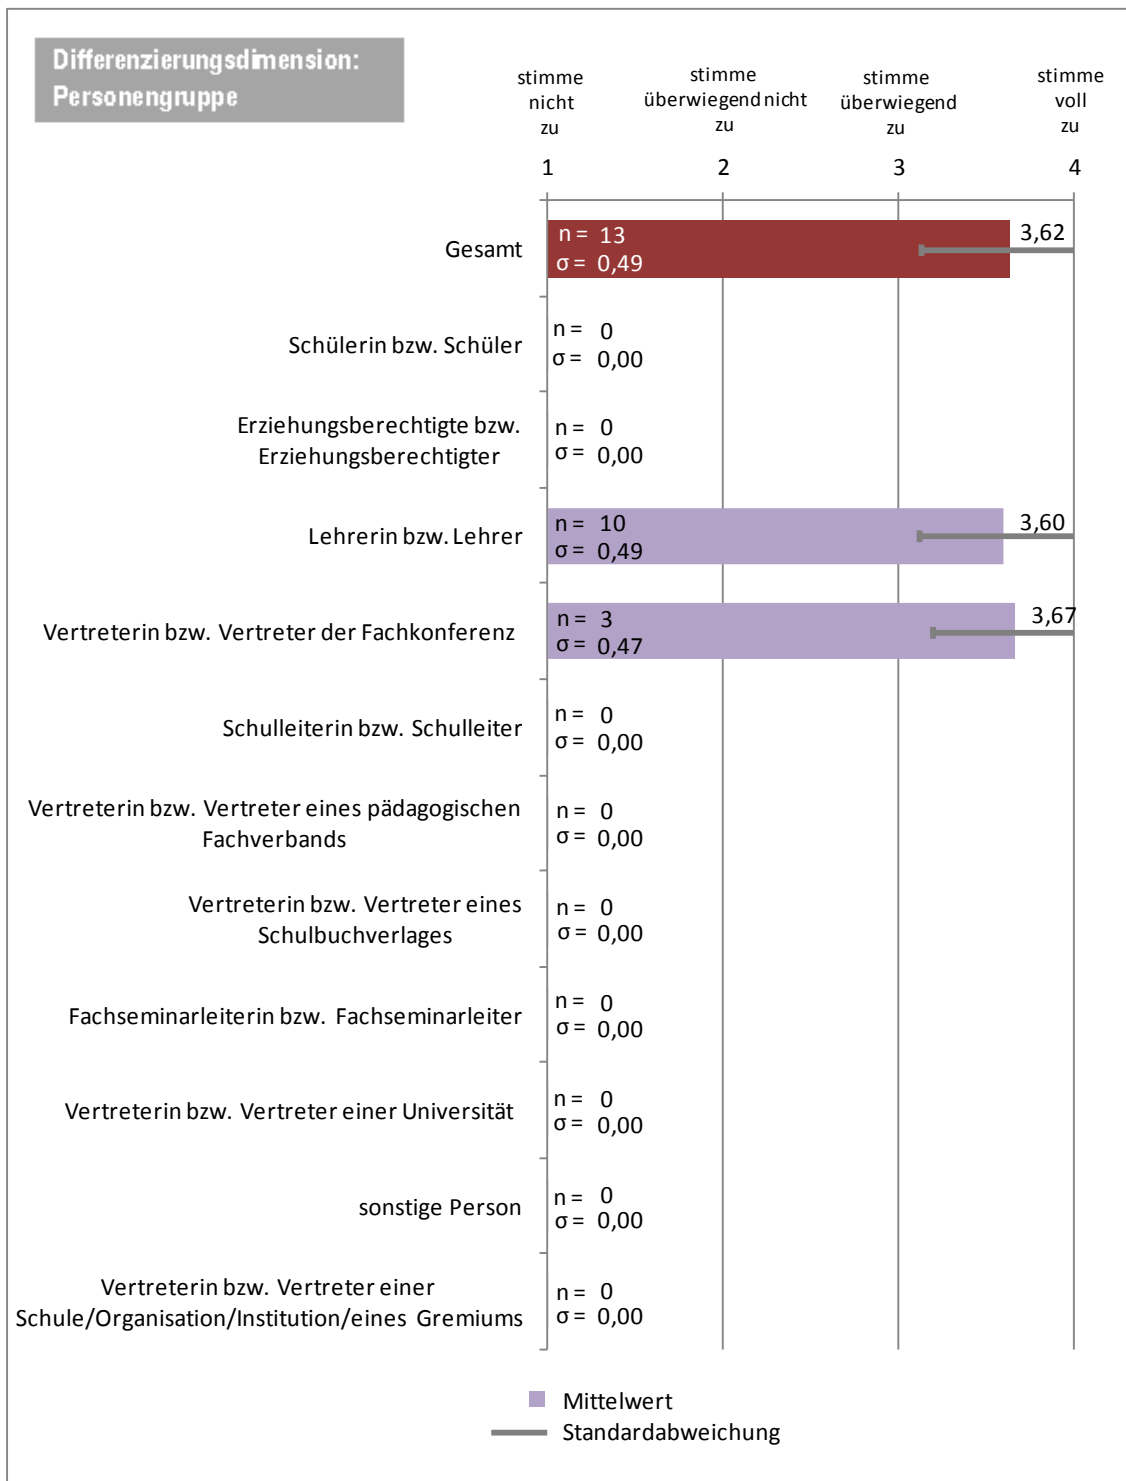 Differenzierungsdimension:
Personengruppe
stimme
nicht
zu
stimme
überwiegend nicht
zu
stimme
überwiegend
zu
stimme
voll
zu
1
2
3
4
Gesamt
n = 13
σ = 0,49
3,62
Schülerin bzw. Schüler
n = 0
σ = 0,00
Erziehungsberechtigte bzw.
Erziehungsberechtigter
n = 0
σ = 0,00
Lehrerin bzw. Lehrer
n = 10
σ = 0,49
3,60
Vertreterin bzw. Vertreter der Fachkonferenz
n = 3
σ = 0,47
3,67
Schulleiterin bzw. Schulleiter
n = 0
σ = 0,00
Vertreterin bzw. Vertreter eines pädagogischen
Fachverbands
n = 0
σ = 0,00
Vertreterin bzw. Vertreter eines
Schulbuchverlages
n = 0
σ = 0,00
Fachseminarleiterin bzw. Fachseminarleiter
n = 0
σ = 0,00
Vertreterin bzw. Vertreter einer Universität
n = 0
σ = 0,00
sonstige Person
n = 0
σ = 0,00
Vertreterin bzw. Vertreter einer
Schule/Organisation/Institution/eines Gremiums
n = 0
σ = 0,00
Mittelwert
Standardabweichung